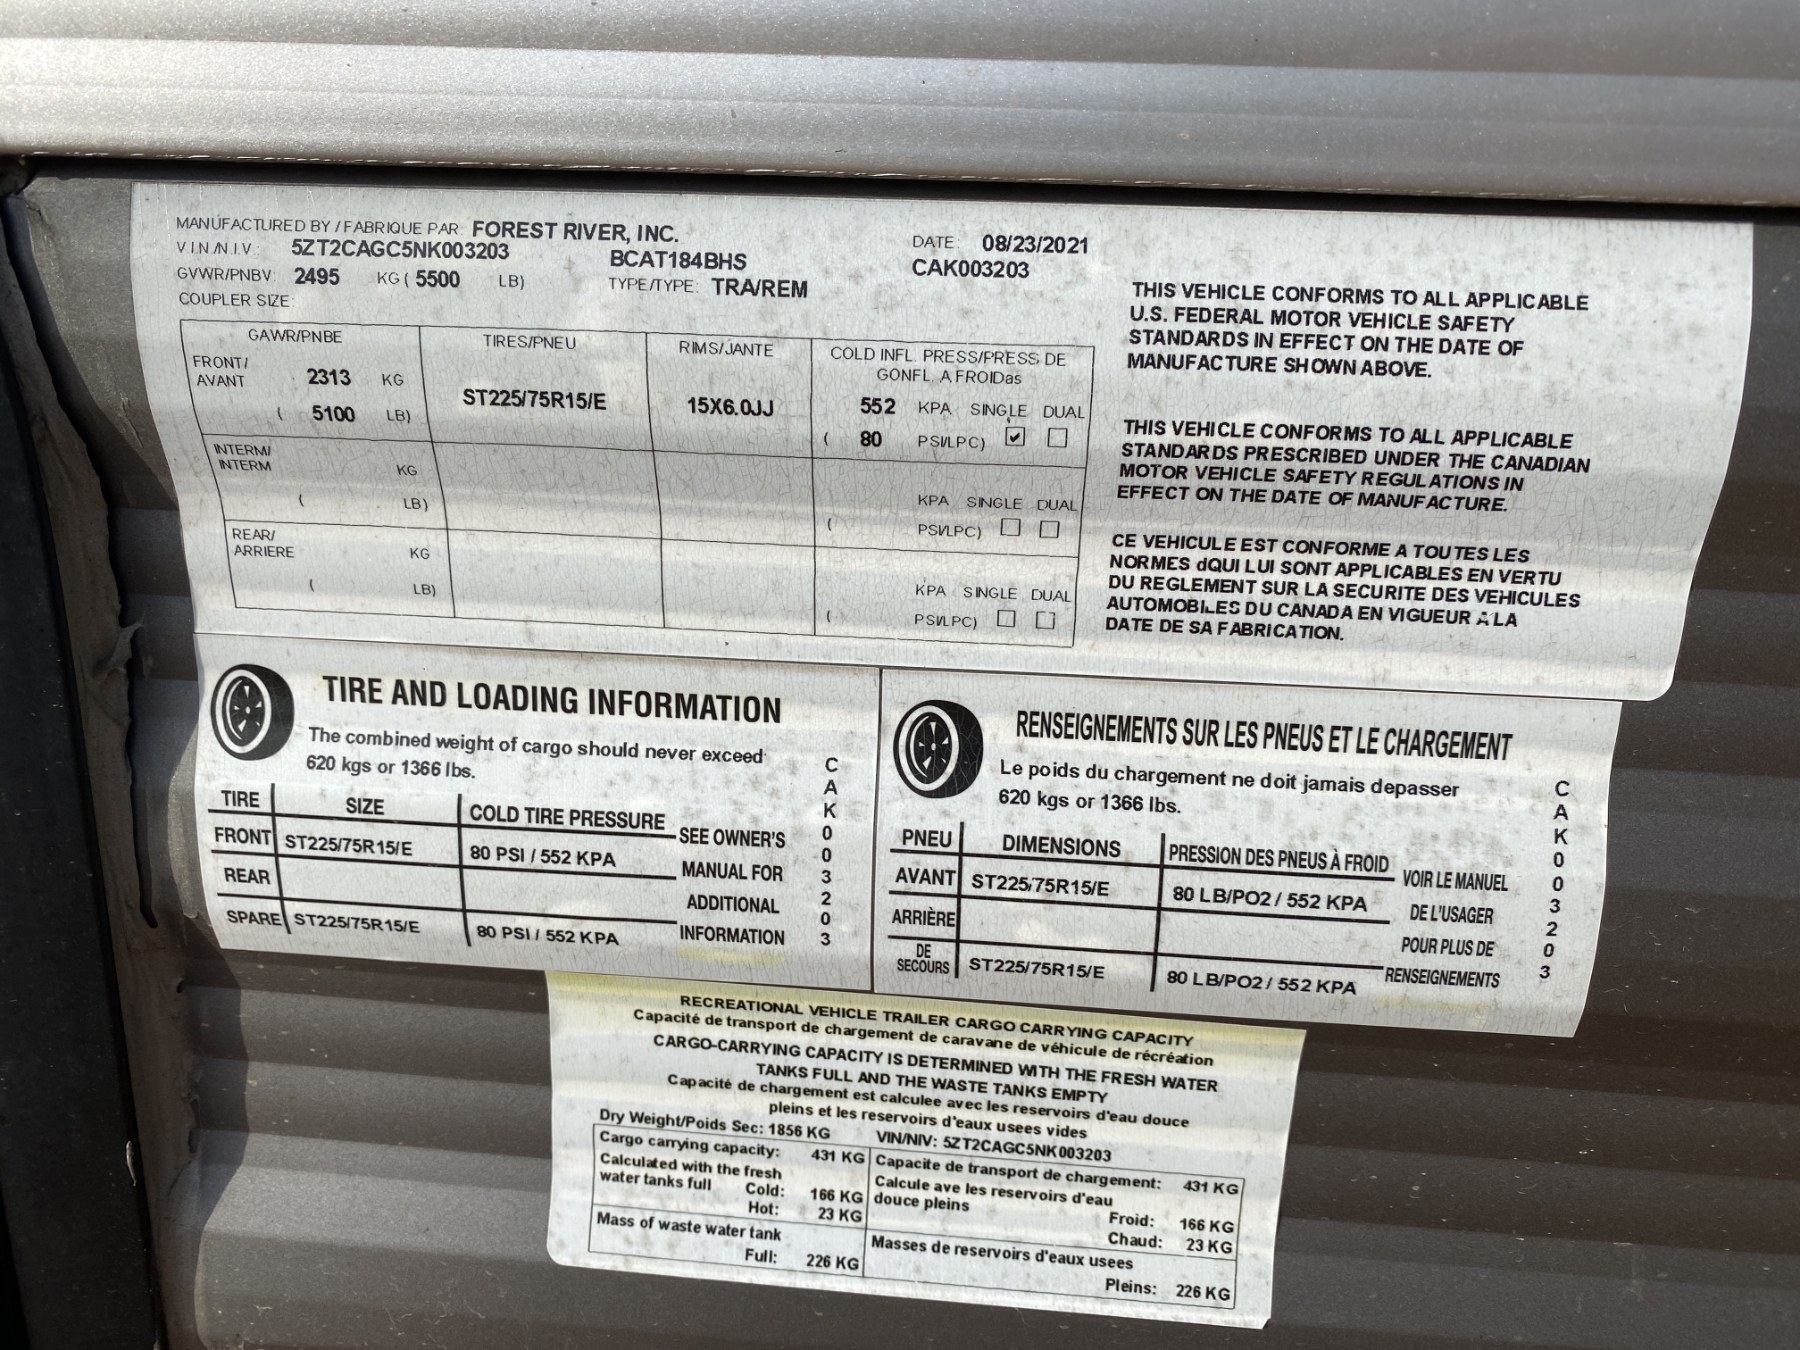 MANUFACTURED BY / FABRIQUE PAR: FOREST RIVER, INC.
V.I.N./N.I.V.: 5ZT2CAGC5NK003203
GVWR/PNBV: 2495 KG ( 5500 LB)
COUPLER SIZE:
BCAT184BHS
TYPE/TYPE: TRA/REM
DATE: 08/23/2021
CAK003203
GAWR/PNBE TIRES/PNEU RIMS/JANTE COLD INFL. PRESS/PRESS DE
GONFL. A FROIDas
FRONT/
AVANT 2313 KG
( 5100 LB)
ST225/75R15/E
15X6.0JJ
552 KPA SINGLE DUAL
( 80 PSI/LPC) ✔ ☐
INTERM/
INTERM KG
( LB)
KPA SINGLE DUAL
( PSI/LPC) ☐ ☐
REAR/
ARRIERE KG
( LB)
KPA SINGLE DUAL
( PSI/LPC) ☐ ☐
THIS VEHICLE CONFORMS TO ALL APPLICABLE
U.S. FEDERAL MOTOR VEHICLE SAFETY
STANDARDS IN EFFECT ON THE DATE OF
MANUFACTURE SHOWN ABOVE.
THIS VEHICLE CONFORMS TO ALL APPLICABLE
STANDARDS PRESCRIBED UNDER THE CANADIAN
MOTOR VEHICLE SAFETY REGULATIONS IN
EFFECT ON THE DATE OF MANUFACTURE.
CE VEHICULE EST CONFORME A TOUTES LES
NORMES dQUI LUI SONT APPLICABLES EN VERTU
DU REGLEMENT SUR LA SECURITE DES VEHICULES
AUTOMOBILES DU CANADA EN VIGUEUR A LA
DATE DE SA FABRICATION.
TIRE AND LOADING INFORMATION
The combined weight of cargo should never exceed
620 kgs or 1366 lbs.
TIRE SIZE COLD TIRE PRESSURE
FRONT ST225/75R15/E 80 PSI / 552 KPA
REAR
SPARE ST225/75R15/E 80 PSI / 552 KPA
SEE OWNER'S
MANUAL FOR
ADDITIONAL
INFORMATION
CAK003203
RENSEIGNEMENTS SUR LES PNEUS ET LE CHARGEMENT
Le poids du chargement ne doit jamais depasser
620 kgs or 1366 lbs.
PNEU DIMENSIONS PRESSION DES PNEUS À FROID
AVANT ST225/75R15/E 80 LB/PO2 / 552 KPA
ARRIÈRE
DE
SECOURS ST225/75R15/E 80 LB/PO2 / 552 KPA
VOIR LE MANUEL
DE L'USAGER
POUR PLUS DE
RENSEIGNEMENTS
CAK003203
RECREATIONAL VEHICLE TRAILER CARGO CARRYING CAPACITY
Capacité de transport de chargement de caravane de véhicule de récréation
CARGO-CARRYING CAPACITY IS DETERMINED WITH THE FRESH WATER
TANKS FULL AND THE WASTE TANKS EMPTY
Capacité de chargement est calculee avec les reservoirs d'eau douce
pleins et les reservoirs d'eaux usees vides
Dry Weight/Poids Sec: 1856 KG VIN/NIV: 5ZT2CAGC5NK003203
Cargo carrying capacity: 431 KG
Calculated with the fresh
water tanks full Cold: 166 KG
Hot: 23 KG
Mass of waste water tank
Full: 226 KG
Capacite de transport de chargement: 431 KG
Calcule ave les reservoirs d'eau
douce pleins
Froid: 166 KG
Chaud: 23 KG
Masses de reservoirs d'eaux usees
Pleins: 226 KG